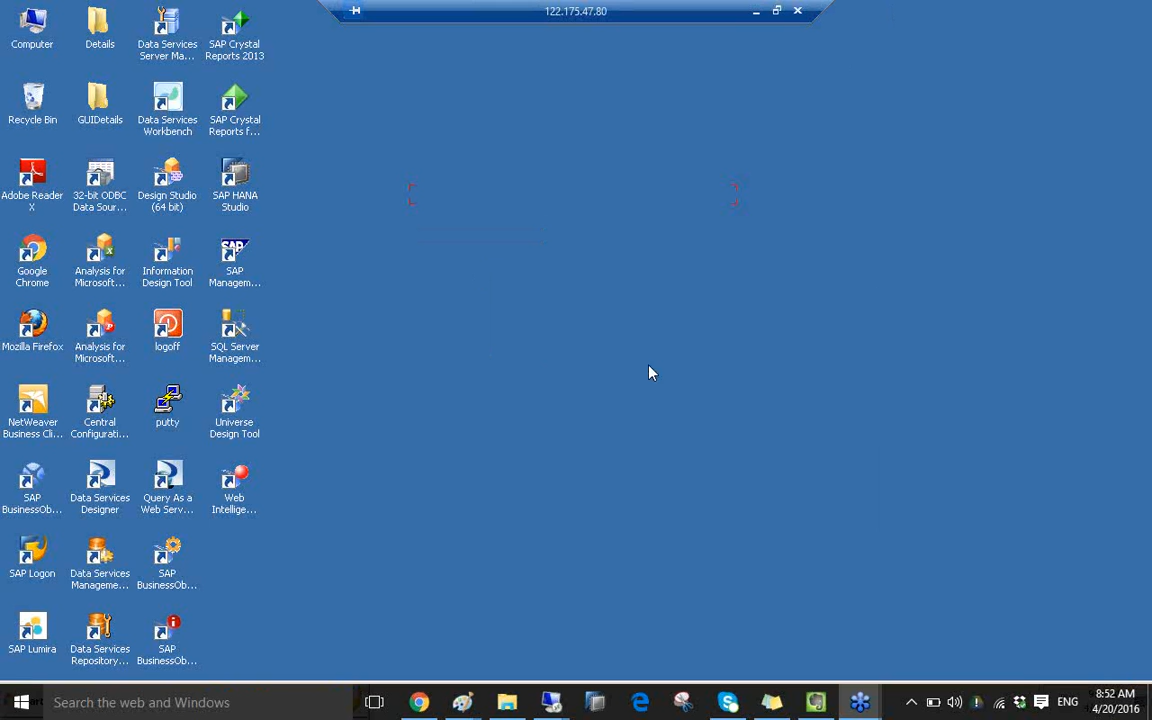 122.175.47.80
Computer
Details
Data Services
Server Ma...
SAP Crystal
Reports 2013
Recycle Bin
GUIDetails
Data Services
Workbench
SAP Crystal
Reports f...
Adobe Reader
X
32-bit ODBC
Data Sour...
Design Studio
(64 bit)
SAP HANA
Studio
Google
Chrome
Analysis for
Microsoft...
Information
Design Tool
SAP
Managem...
Mozilla Firefox
Analysis for
Microsoft...
logoff
SQL Server
Managem...
NetWeaver
Business Cli...
Central
Configurati...
putty
Universe
Design Tool
SAP
BusinessOb...
Data Services
Designer
Query As a
Web Serv...
Web
Intellige...
SAP Logon
Data Services
Manageme...
SAP
BusinessOb...
SAP Lumira
Data Services
Repository...
SAP
BusinessOb...
Search the web and Windows
ENG
8:52 AM
4/20/2016